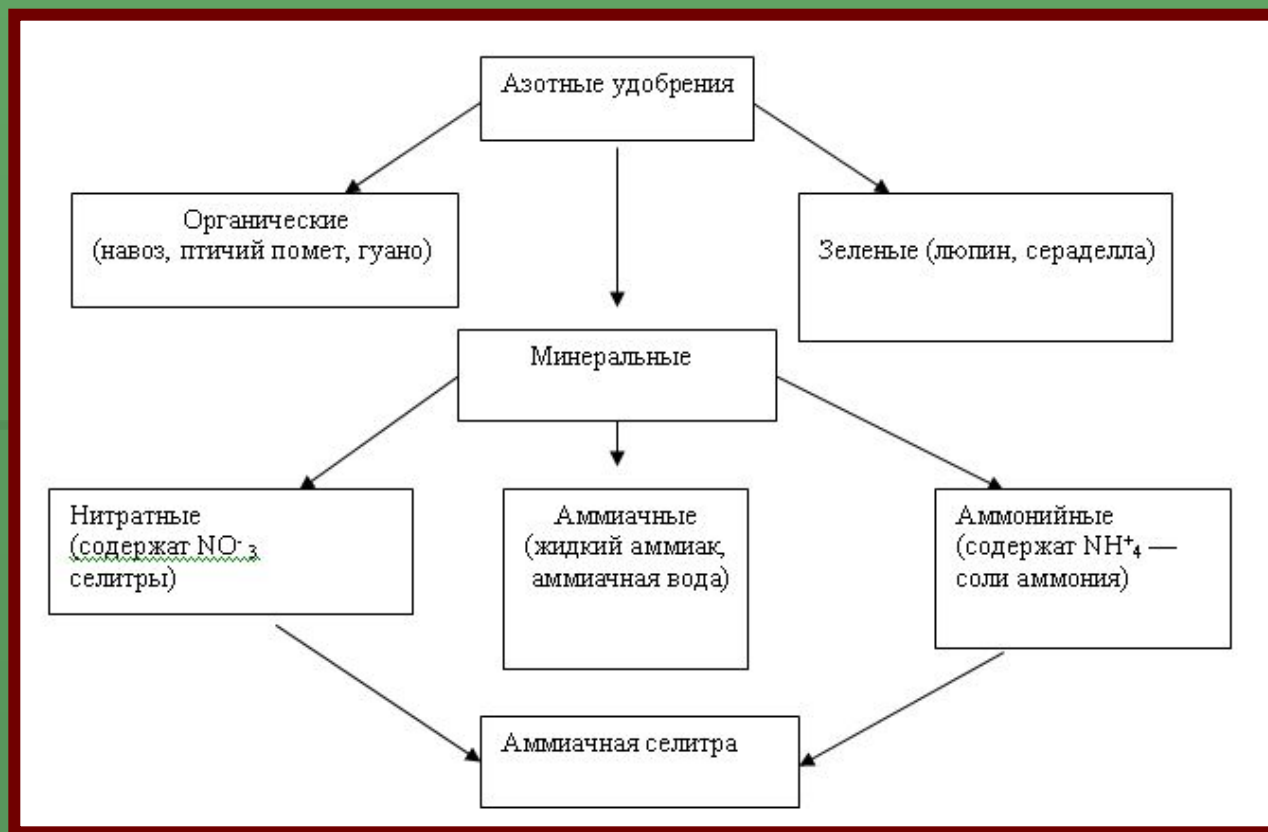 Азотные удобрения
Органические
(навоз, птичий помет, гуано)
Зеленые (люпин, сераделла)
Минеральные
Нитратные
(содержат NO⁻₃
селитры)
Аммиачные
(жидкий аммиак,
аммиачная вода)
Аммонийные
(содержат NH⁺₄ —
соли аммония)
Аммиачная селитра